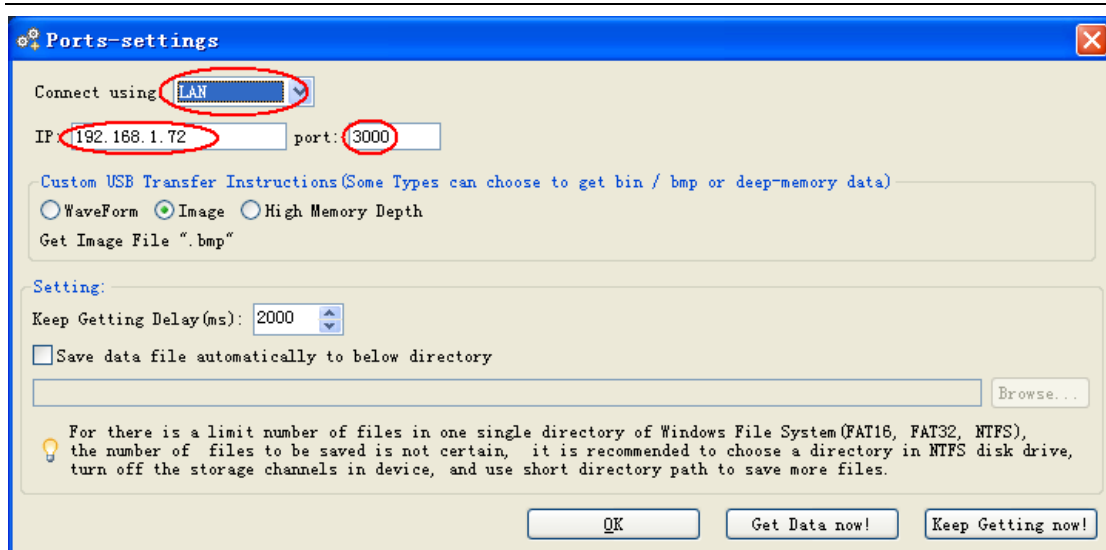 Ports-settings
Connect using: LAN
IP: 192.168.1.72 port: 3000
Custom USB Transfer Instructions(Some Types can choose to get bin / bmp or deep-memory data)
WaveForm Image High Memory Depth
Get Image File ".bmp"
Setting:
Keep Getting Delay(ms): 2000
Save data file automatically to below directory
Browse...
For there is a limit number of files in one single directory of Windows File System(FAT16, FAT32, NTFS),
the number of files to be saved is not certain, it is recommended to choose a directory in NTFS disk drive,
turn off the storage channels in device, and use short directory path to save more files.
OK Get Data now! Keep Getting now!